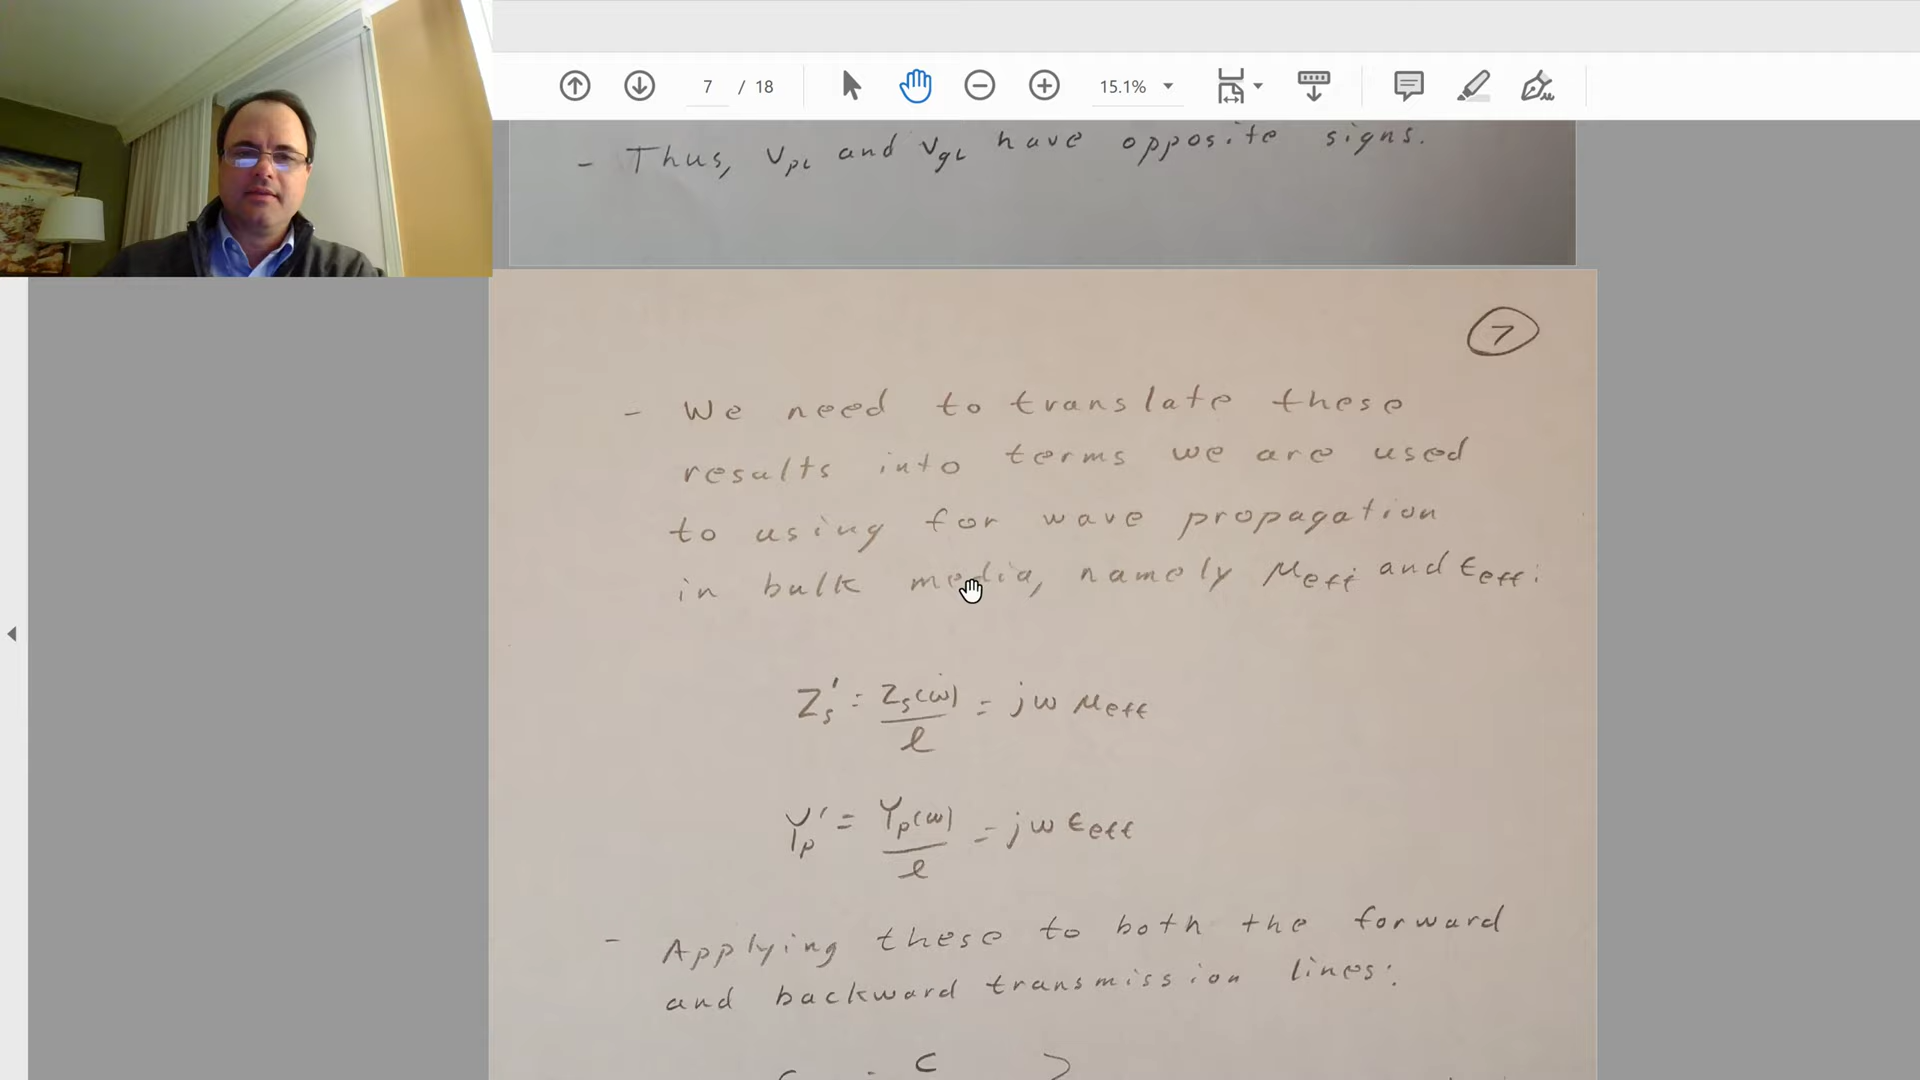 7 / 18
15.1%
- Thus, Vpl and Vgl have opposite signs.
7
- We need to translate these
results into terms we are used
to using for wave propagation
in bulk media, namely μeff and ϵeff:
Zs' = Zs(ω) / l = jω μeff
Yp' = Yp(ω) / l = jω ϵeff
- Applying these to both the forward
and backward transmission lines: